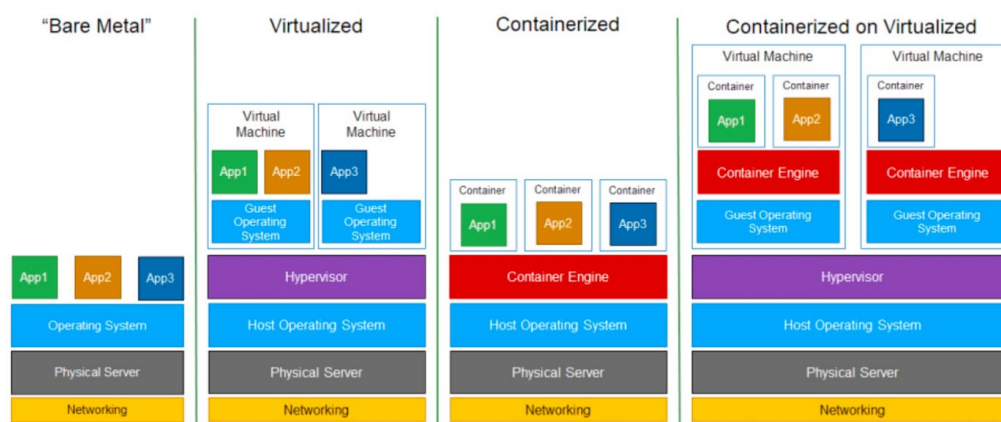 "Bare Metal"
App1
App2
App3
Operating System
Physical Server
Networking
Virtualized
Virtual
Machine
App1
App2
Guest
Operating
System
Virtual
Machine
App3
Guest
Operating
System
Hypervisor
Host Operating System
Physical Server
Networking
Containerized
Container
App1
Container
App2
Container
App3
Container Engine
Host Operating System
Physical Server
Networking
Containerized on Virtualized
Virtual Machine
Container
App1
Container
App2
Container Engine
Guest Operating
System
Virtual Machine
Container
App3
Container Engine
Guest Operating
System
Hypervisor
Host Operating System
Physical Server
Networking